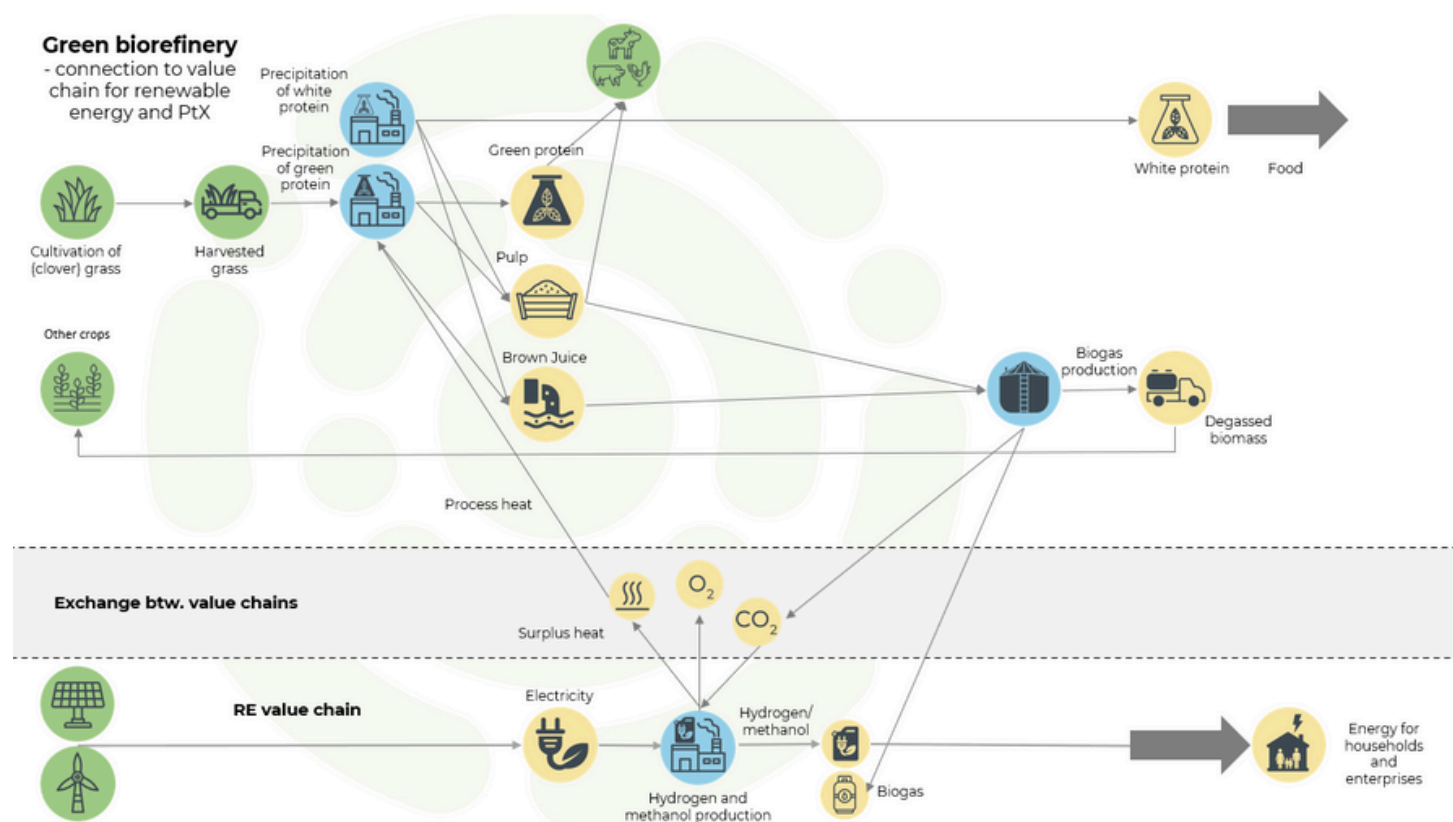 Green biorefinery
- connection to value
chain for renewable
energy and PtX
Precipitation
of white
protein
Precipitation
of green
protein
Green protein
White protein
Food
Cultivation of
(clover) grass
Harvested
grass
Pulp
Other crops
Brown Juice
Biogas
production
Degassed
biomass
Process heat
Exchange btw. value chains
O2
CO2
Surplus heat
RE value chain
Electricity
Hydrogen/
methanol
Hydrogen and
methanol production
Biogas
Energy for
households
and
enterprises